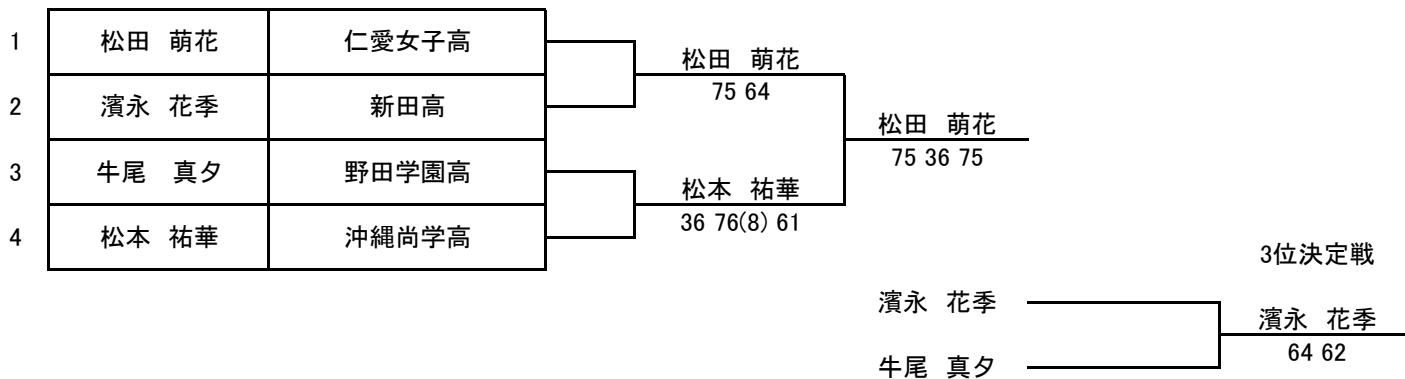 1 松田 萌花 仁愛女子高
松田 萌花
75 64
2 濱永 花季 新田高
松田 萌花
75 36 75
3 牛尾 真夕 野田学園高
松本 祐華
36 76(8) 61
4 松本 祐華 沖縄尚学高
3位決定戦
濱永 花季
濱永 花季
64 62
牛尾 真夕